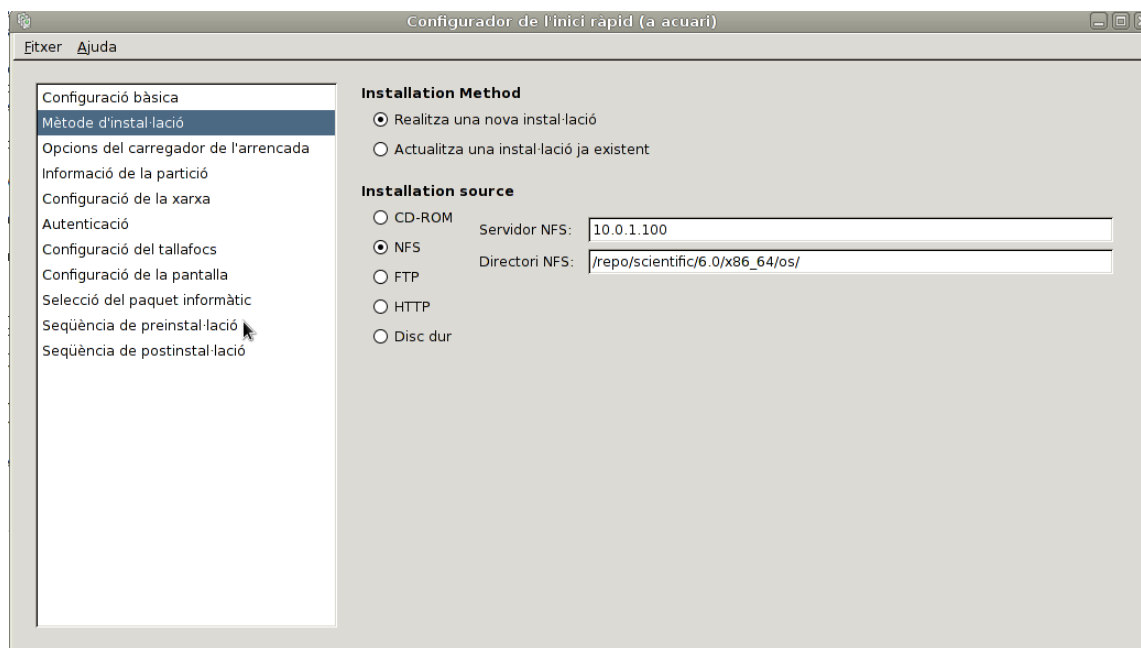 Configurador de l'inici ràpid (a acuari)
Fitxer Ajuda
Configuració bàsica
Mètode d'instal·lació
Opcions del carregador de l'arrencada
Informació de la partició
Configuració de la xarxa
Autenticació
Configuració del tallafocs
Configuració de la pantalla
Selecció del paquet informàtic
Seqüència de preinstal·lació
Seqüència de postinstal·lació
Installation Method
Realitza una nova instal·lació
Actualitza una instal·lació ja existent
Installation source
CD-ROM
NFS
FTP
HTTP
Disc dur
Servidor NFS: 10.0.1.100
Directori NFS: /repo/scientific/6.0/x86_64/os/